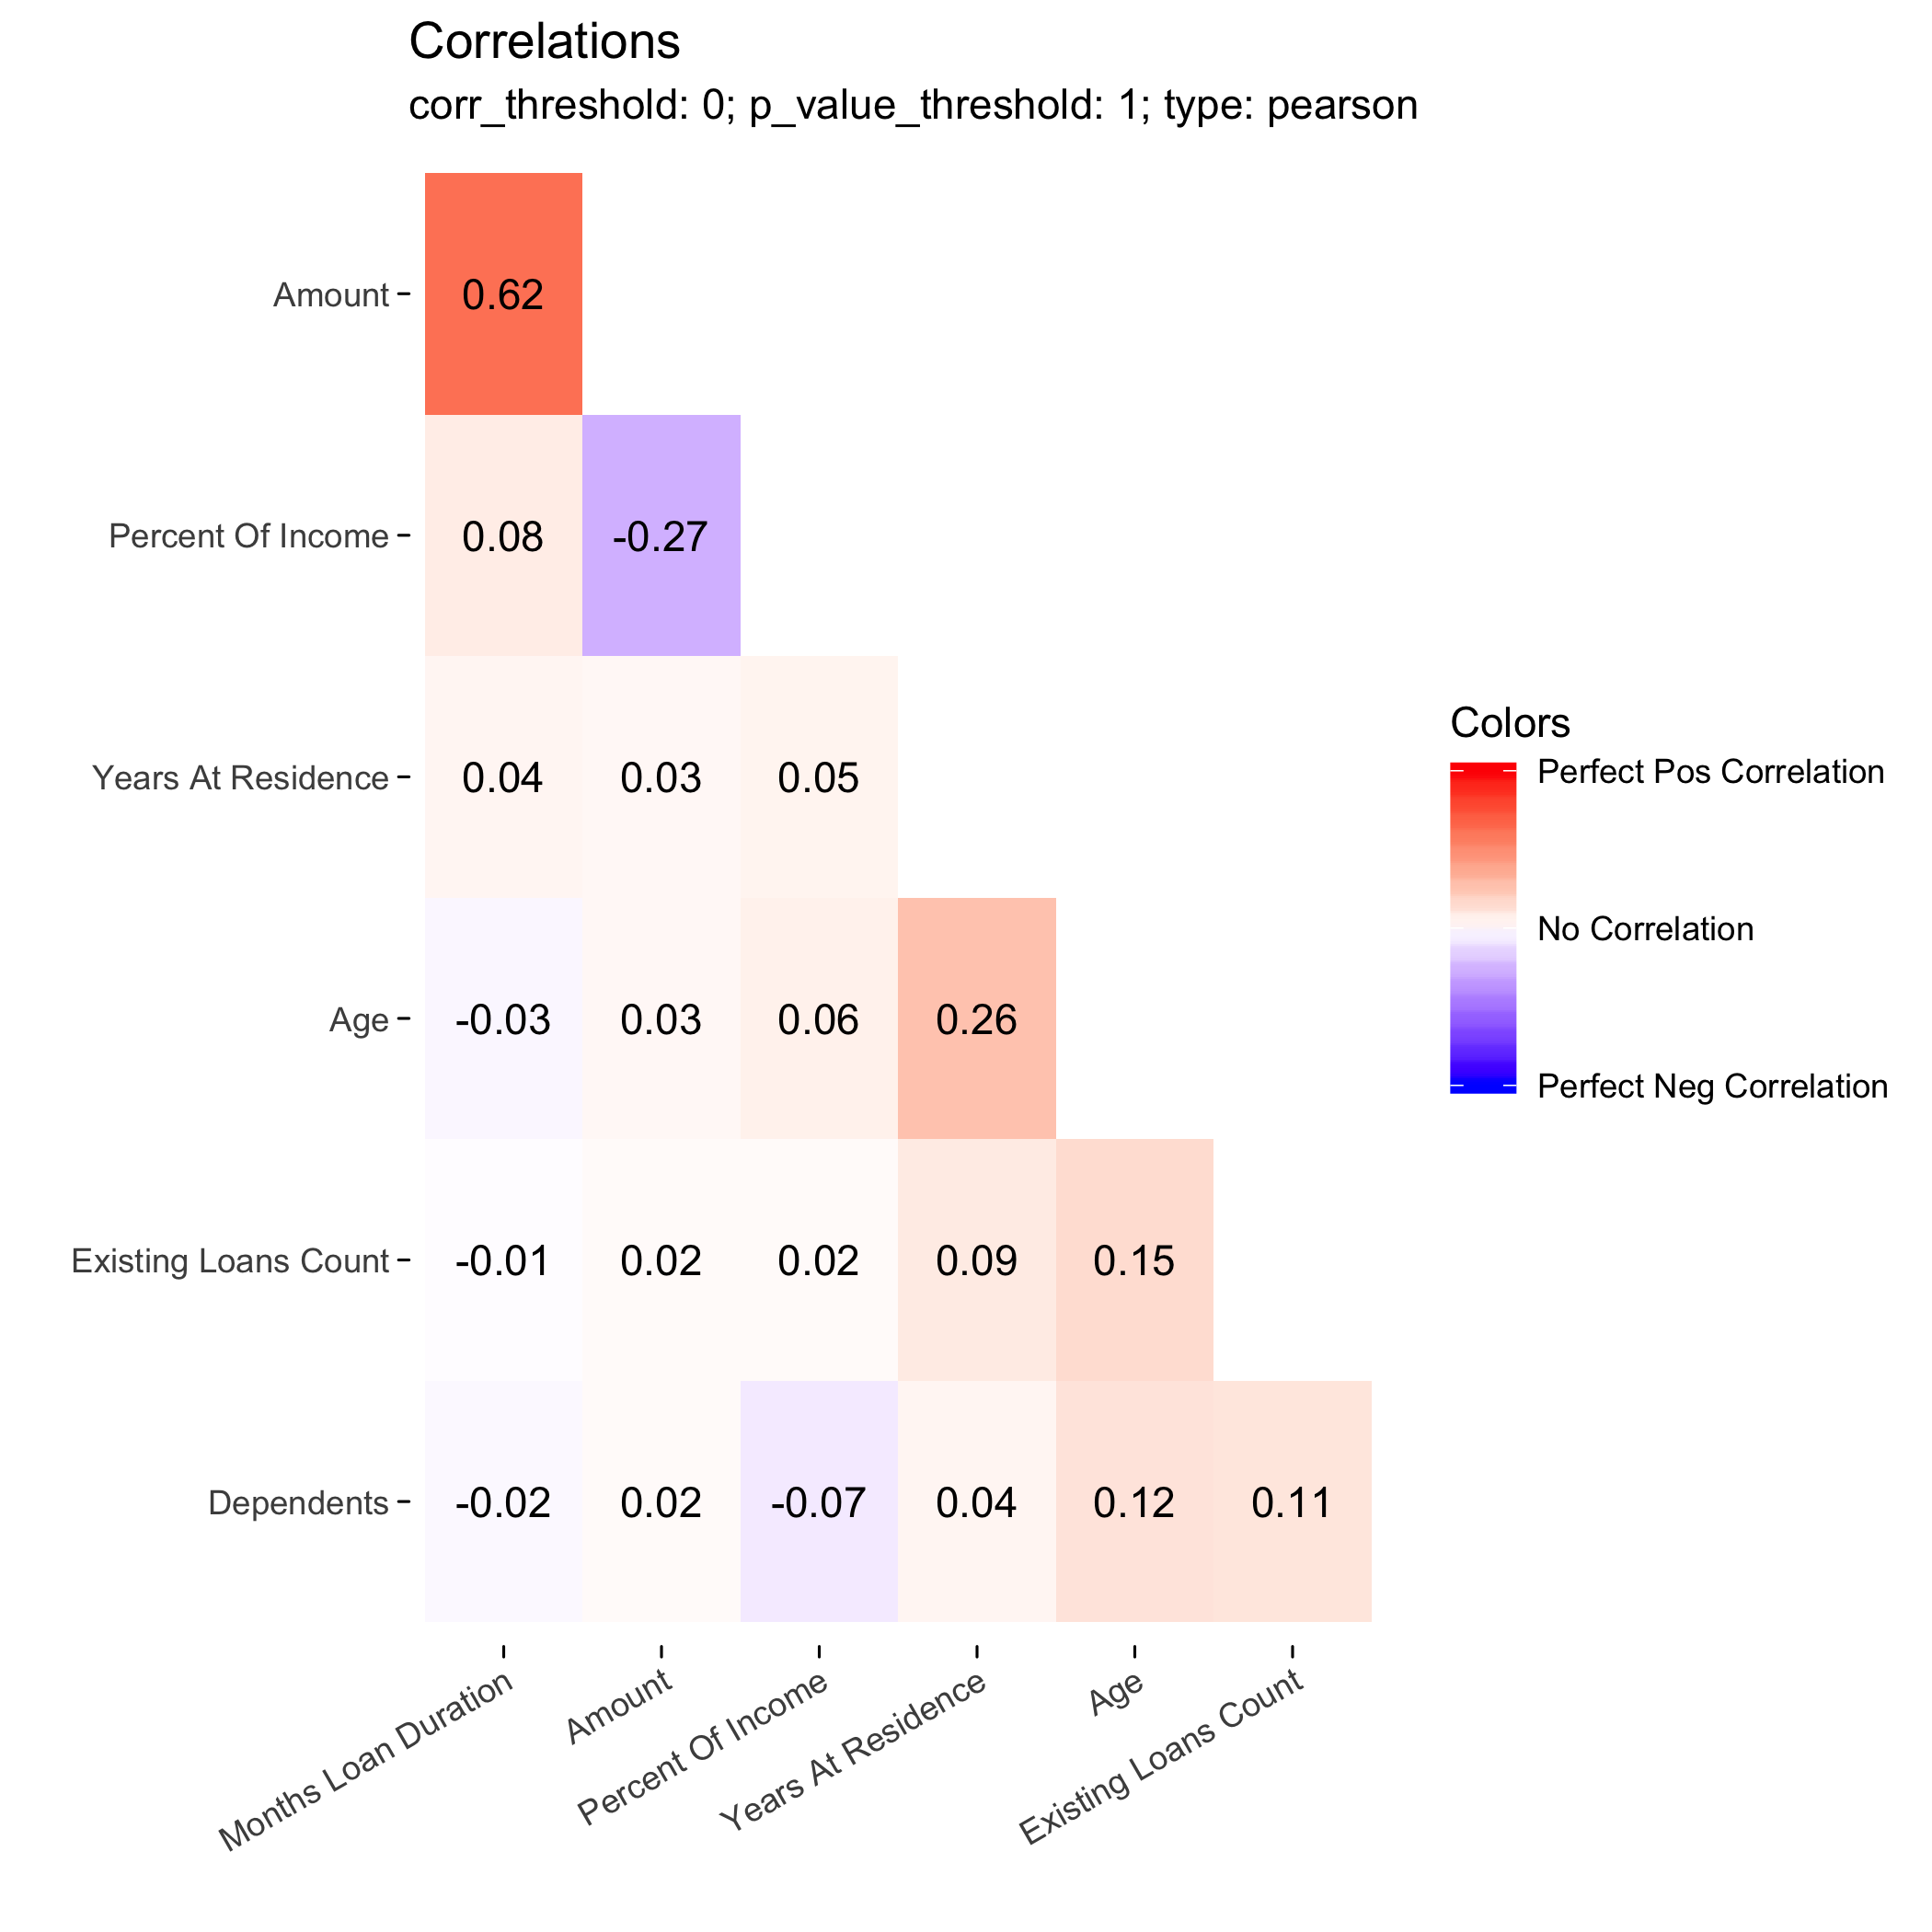 Correlations
corr_threshold: 0; p_value_threshold: 1; type: pearson
Amount
0.62
Percent Of Income
0.08 -0.27
Years At Residence
0.04 0.03 0.05
Age
-0.03 0.03 0.06 0.26
Existing Loans Count
-0.01 0.02 0.02 0.09 0.15
Dependents
-0.02 0.02 -0.07 0.04 0.12 0.11
Months Loan Duration
Amount
Percent Of Income
Years At Residence
Age
Existing Loans Count
Colors
Perfect Pos Correlation
No Correlation
Perfect Neg Correlation